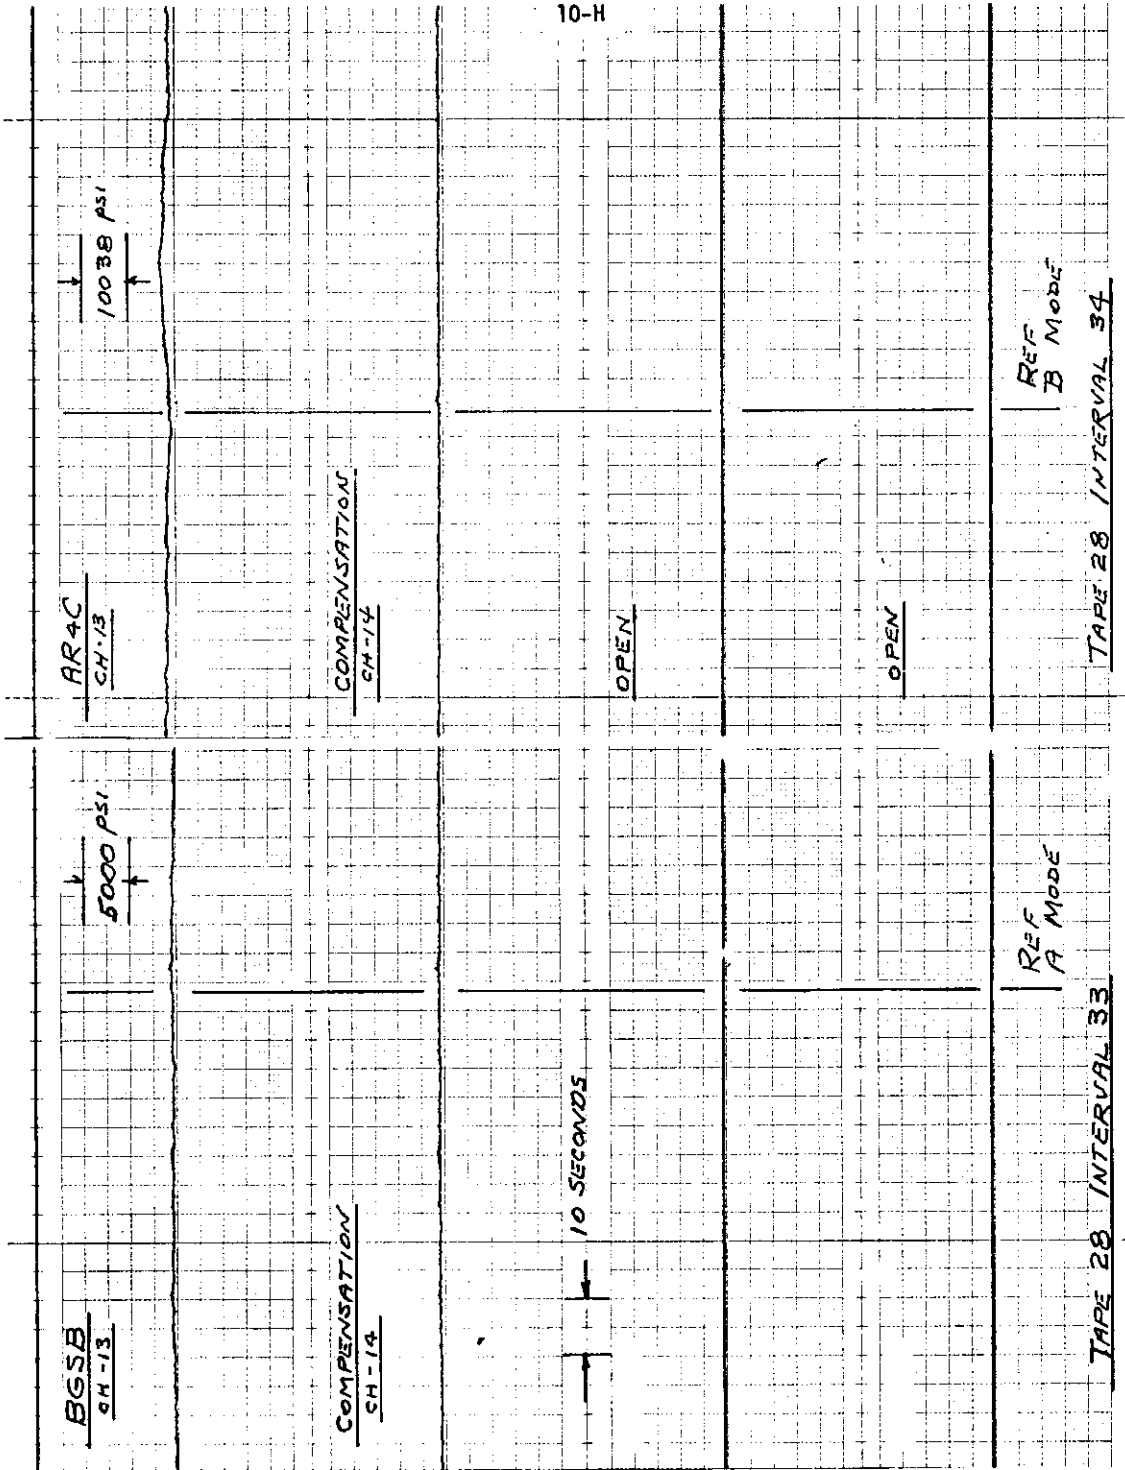 10-H
BGSB
CH-13
5000 psi
COMPENSATION
CH-14
10 SECONDS
REF
A MODE
TAPE 28 INTERVAL 33
AR4C
CH-13
10038 psi
COMPENSATION
CH-14
OPEN
OPEN
REF
B MODE
TAPE 28 INTERVAL 34